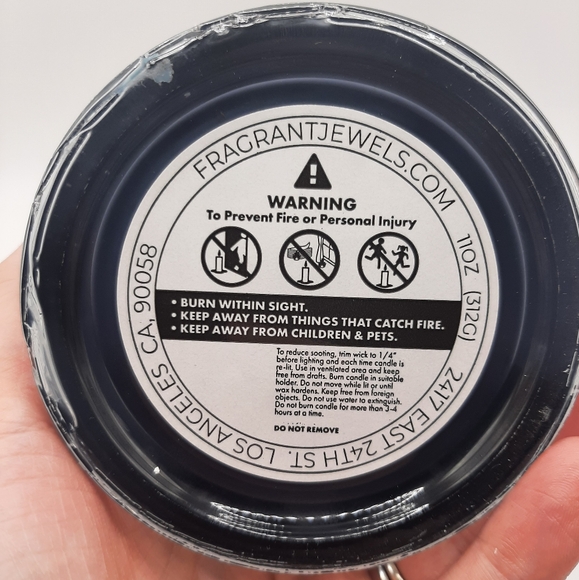 FRAGRANTJEWELS.COM
11OZ (312G)
2417 EAST 24TH ST. LOS ANGELES CA, 90058
WARNING
To Prevent Fire or Personal Injury
• BURN WITHIN SIGHT.
• KEEP AWAY FROM THINGS THAT CATCH FIRE.
• KEEP AWAY FROM CHILDREN & PETS.
To reduce sooting, trim wick to 1/4"
before lighting and each time candle is
re-lit. Use in ventilated area and keep
free from drafts. Burn candle in suitable
holder. Do not move while lit or until
wax hardens. Keep free from foreign
objects. Do not use water to extinguish.
Do not burn candle for more than 3-4
hours at a time.
DO NOT REMOVE